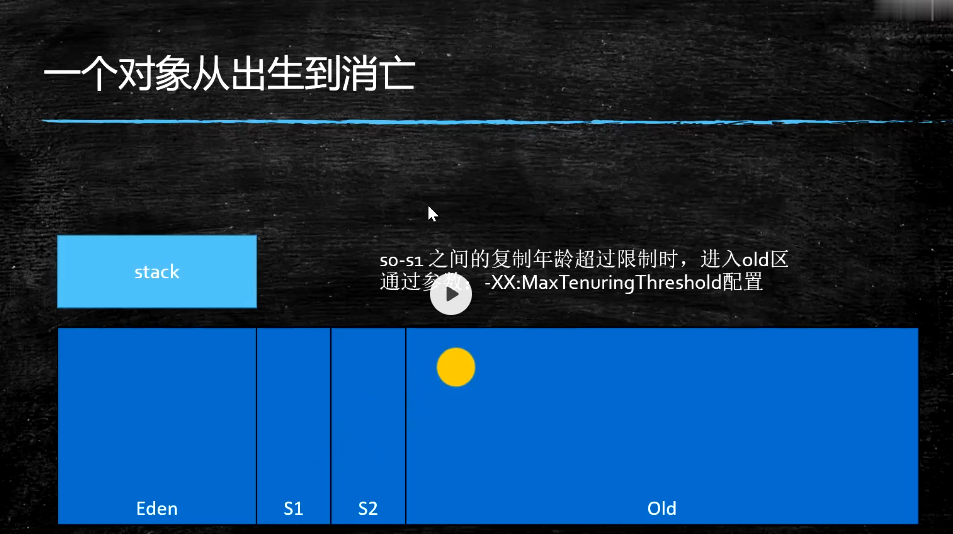 一个对象从出生到消亡
stack
s0-s1 之间的复制年龄超过限制时，进入old区
通过参数：-XX:MaxTenuringThreshold配置
Eden
S1
S2
Old